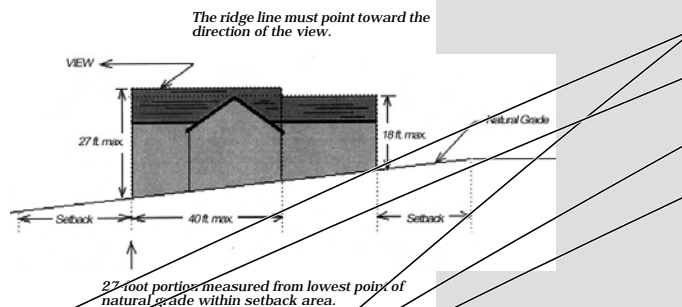 The ridge line must point toward the
direction of the view.
VIEW
27 ft. max.
18 ft. max.
Natural Grade
Setback
40 ft. max.
Setback
27-foot portion measured from lowest point of
natural grade within setback area.